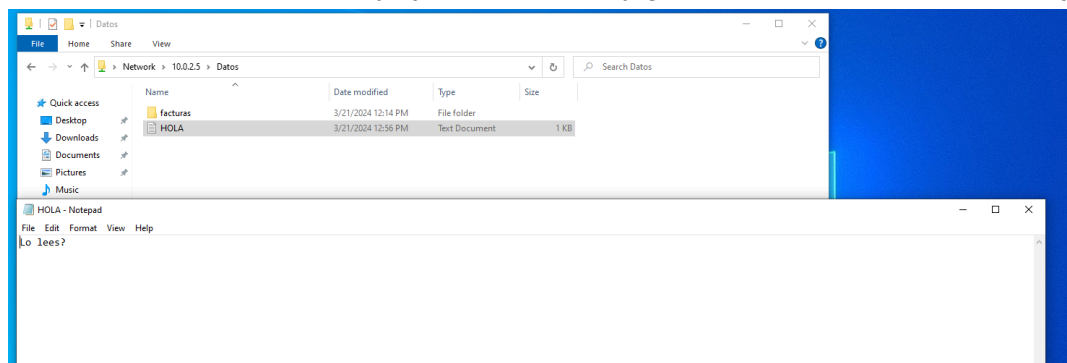 Datos
File Home Share View
Network > 10.0.2.5 > Datos
Search Datos
Name Date modified Type Size
Quick access
Desktop
Downloads
Documents
Pictures
Music
facturas 3/21/2024 12:14 PM File folder
HOLA 3/21/2024 12:56 PM Text Document 1 KB
HOLA - Notepad
File Edit Format View Help
Lo lees?